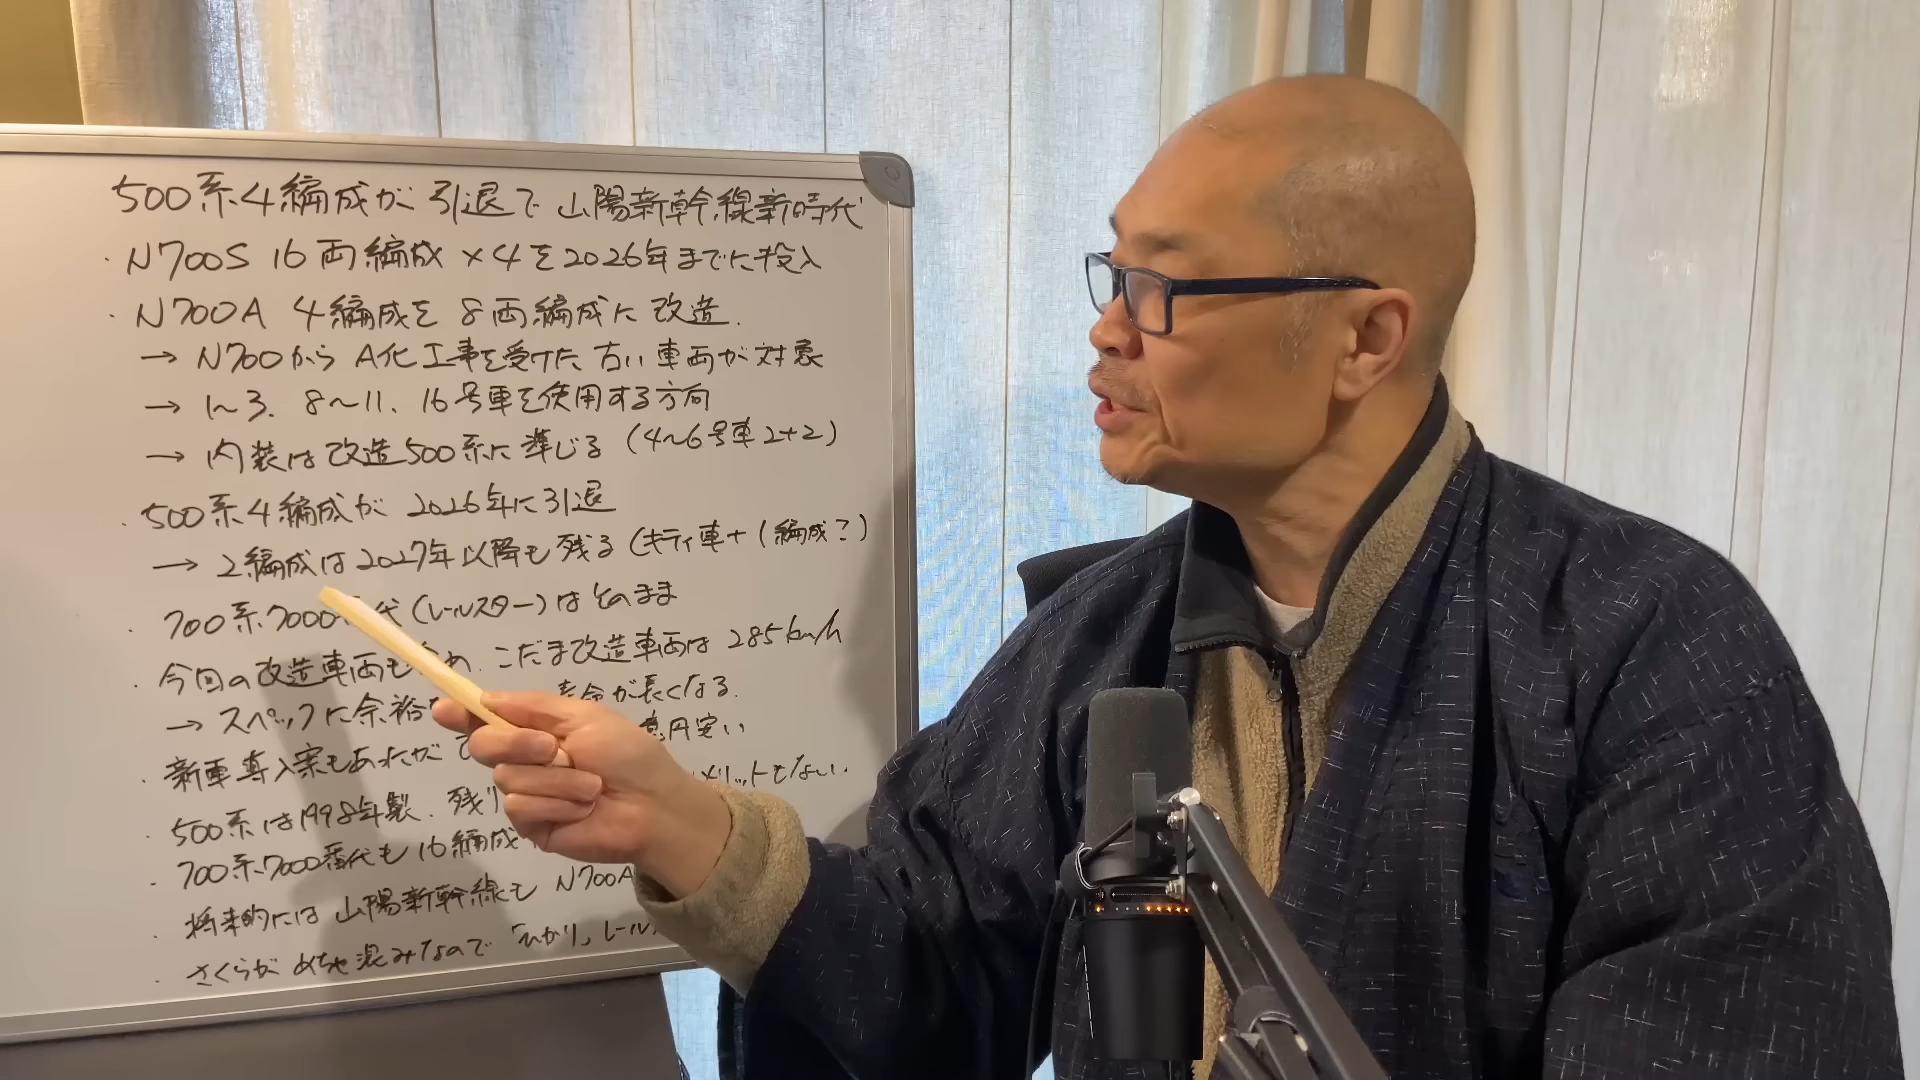 500系4編成が引退で山陽新幹線新時代
・N700S 16両編成×4を2026年までに投入
・N700A 4編成を8両編成に改造.
→ N700からA化工事を受けた古い車両が対象
→ 1〜3. 8〜11. 16号車を使用する方向
→ 内装は改造500系に準じる (4〜6号車2+2)
・500系4編成が2026年に引退
→ 2編成は2027年以降も残る (キティ車+1編成?)
・700系7000 代 (レールスター) はそのまま
・今回の改造車両も め. こだま改造車両は 285km/h
→ スペックに余裕 寿命が長くなる.
・新車導入案もあったが 億円安い
・500系は1998年製. 残り メリットもない.
・700系7000番代も16編成
・将来的には山陽新幹線も N700A
・さくらがめちゃ混みなので「ひかり」レール